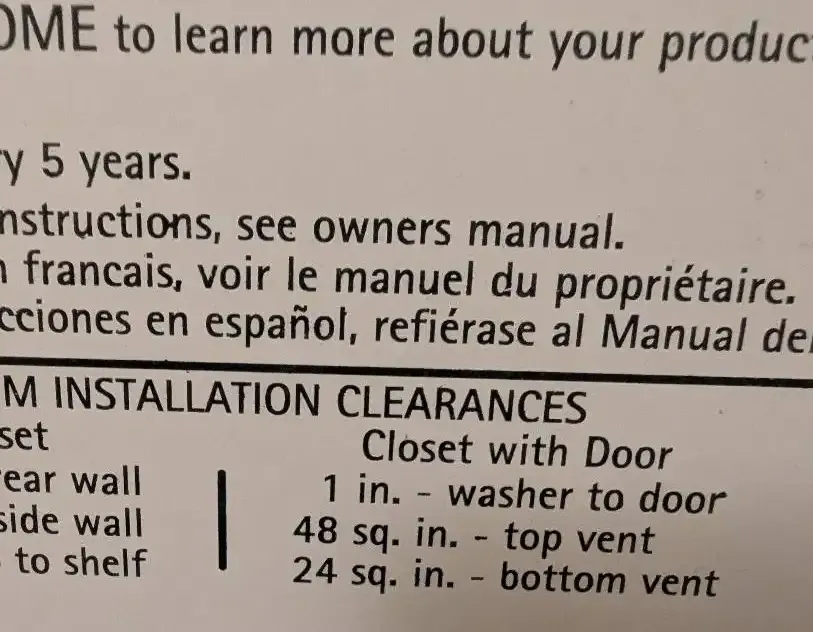 OME to learn more about your produc
y 5 years.
nstructions, see owners manual.
n francais, voir le manuel du propriétaire.
cciones en español, refiérase al Manual de
M INSTALLATION CLEARANCES
set
Closet with Door
ear wall
1 in. - washer to door
side wall
48 sq. in. - top vent
to shelf
24 sq. in. - bottom vent